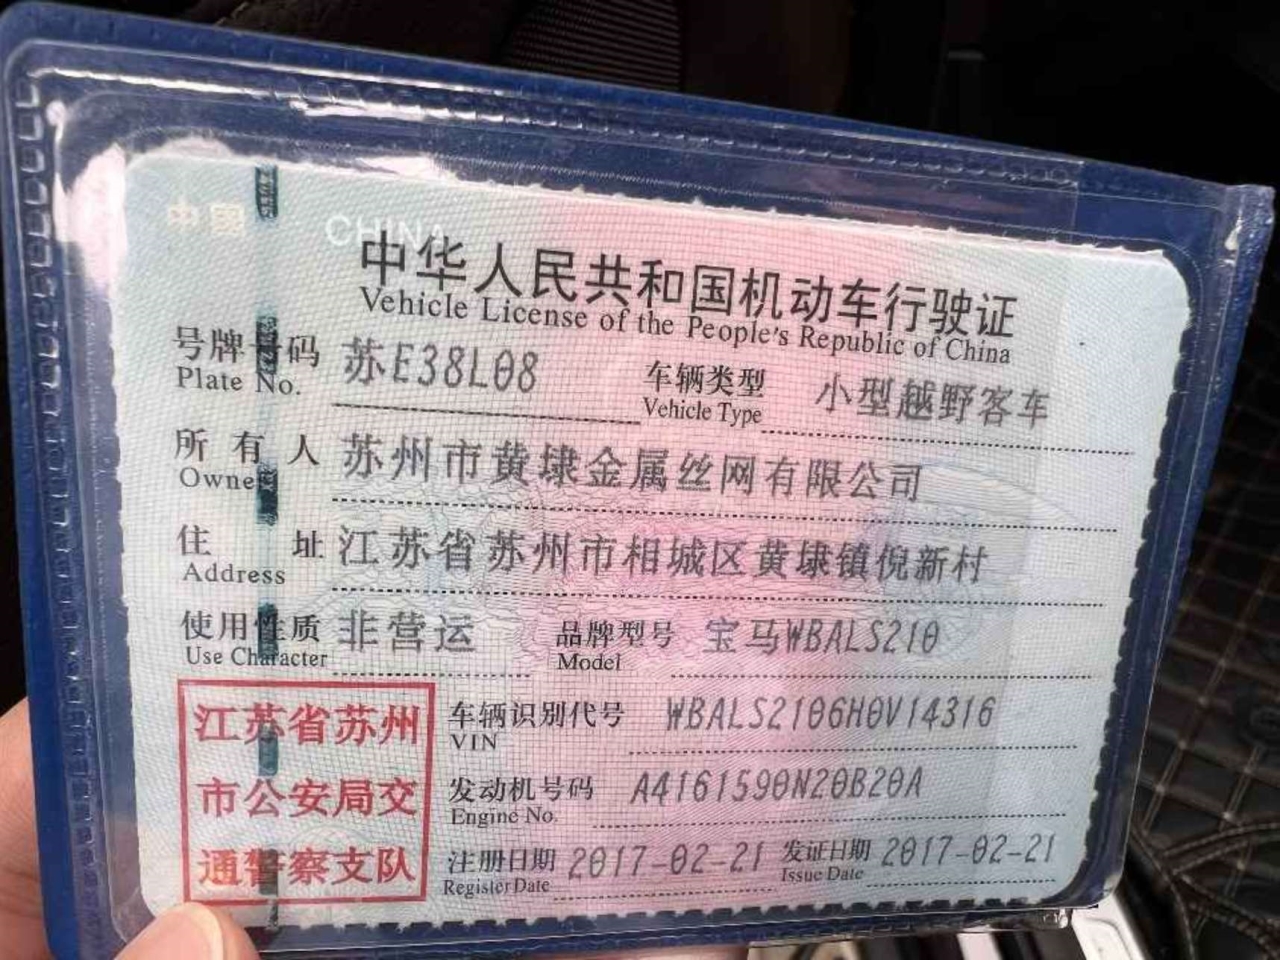 中国 CHINA
中华人民共和国机动车行驶证
Vehicle License of the People's Republic of China
号牌号码 苏E38L08 车辆类型 小型越野客车
Plate No. Vehicle Type
所有人 苏州市黄埭金属丝网有限公司
Owner
住址 江苏省苏州市相城区黄埭镇倪新村
Address
使用性质 非营运 品牌型号 宝马WBALS210
Use Character Model
江苏省苏州
市公安局交
通警察支队
车辆识别代号 WBALS2106H0V14316
VIN
发动机号码 A4161590N20B20A
Engine No.
注册日期 2017-02-21 发证日期 2017-02-21
Register Date Issue Date